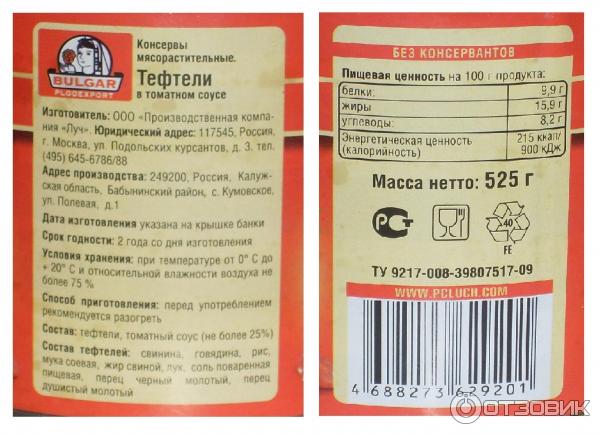 BULGAR
PLODEXPORT
Консервы
мясорастительные.
Тефтели
в томатном соусе
Изготовитель: ООО «Производственная компа-
ния «Луч». Юридический адрес: 117545, Россия,
г. Москва, ул. Подольских курсантов, д. 3. тел.
(495) 645-6786/88
Адрес производства: 249200, Россия, Калуж-
ская область, Бабынинский район, с. Кумовское,
ул. Полевая, д.1
Дата изготовления указана на крышке банки
Срок годности: 2 года со дня изготовления
Условия хранения: при температуре от 0° С до
+ 20° С и относительной влажности воздуха не
более 75 %
Способ приготовления: перед употреблением
рекомендуется разогреть
Состав: тефтели, томатный соус (не более 25%)
Состав тефтелей: свинина, говядина, рис,
мука соевая, жир свиной, лук, соль поваренная
пищевая, перец черный молотый, перец
душистый молотый
БЕЗ КОНСЕРВАНТОВ
Пищевая ценность на 100 г продукта:
белки: 9,9 г
жиры 15,9 г
углеводы: 8,2 г
Энергетическая ценность 215 ккал/
(калорийность) 900 кДж
Масса нетто: 525 г
РСТ
40
FE
ТУ 9217-008-39807517-09
WWW.PCLUCH.COM
4 688273 629201
ОТЗОВИК